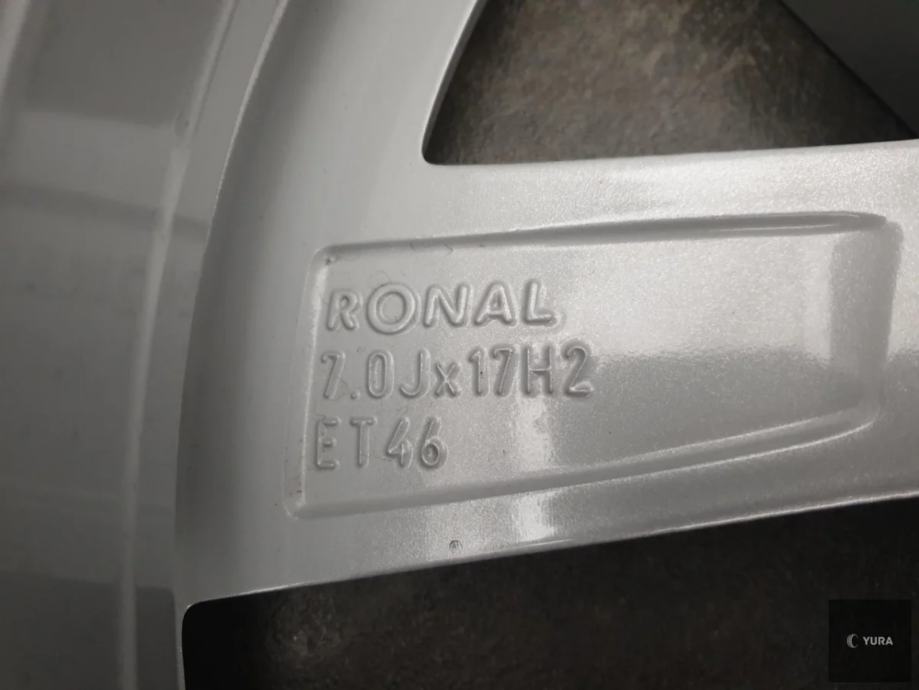 RONAL
7.0Jx17H2
ET46
YURA